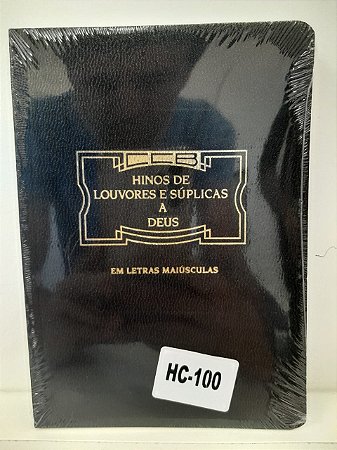 CCB
HINOS DE
LOUVORES E SÚPLICAS
A
DEUS
EM LETRAS MAIÚSCULAS
HC-100